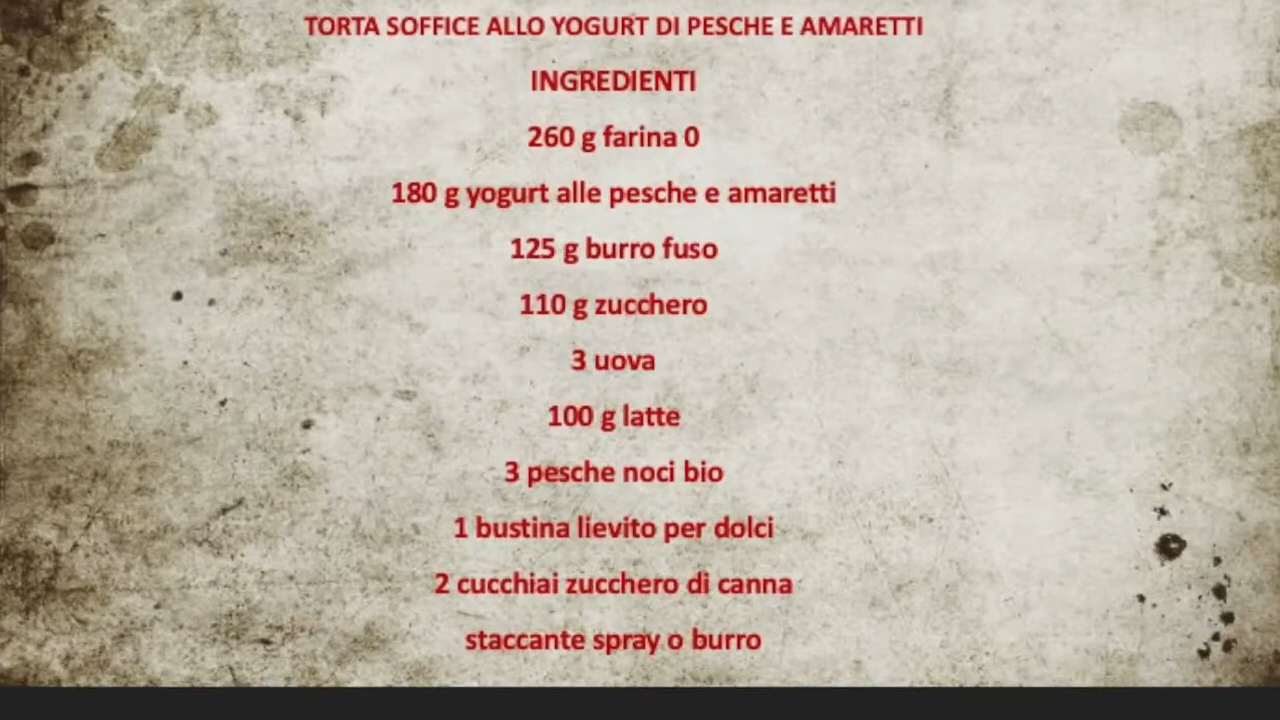 TORTA SOFFICE ALLO YOGURT DI PESCHE E AMARETTI
INGREDIENTI
260 g farina 0
180 g yogurt alle pesche e amaretti
125 g burro fuso
110 g zucchero
3 uova
100 g latte
3 pesche noci bio
1 bustina lievito per dolci
2 cucchiai zucchero di canna
staccante spray o burro